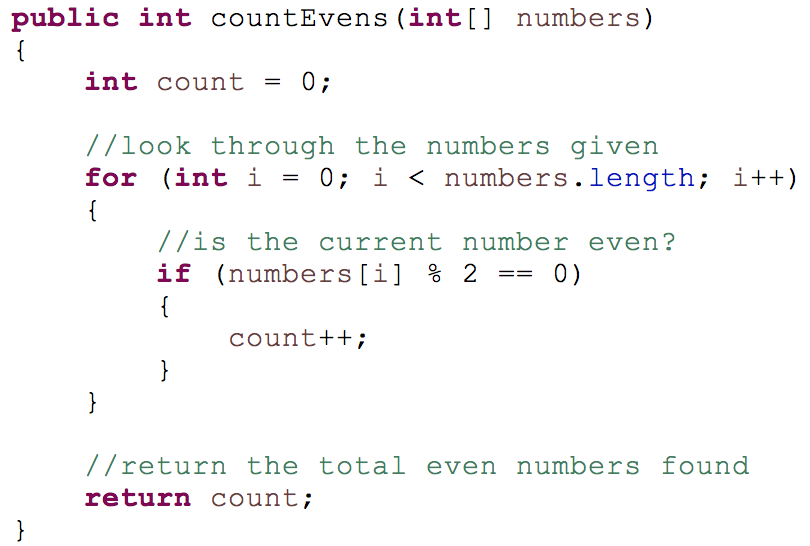 public int countEvens(int[] numbers)
{
    int count = 0;

    //look through the numbers given
    for (int i = 0; i < numbers.length; i++)
    {
        //is the current number even?
        if (numbers[i] % 2 == 0)
        {
            count++;
        }
    }

    //return the total even numbers found
    return count;
}